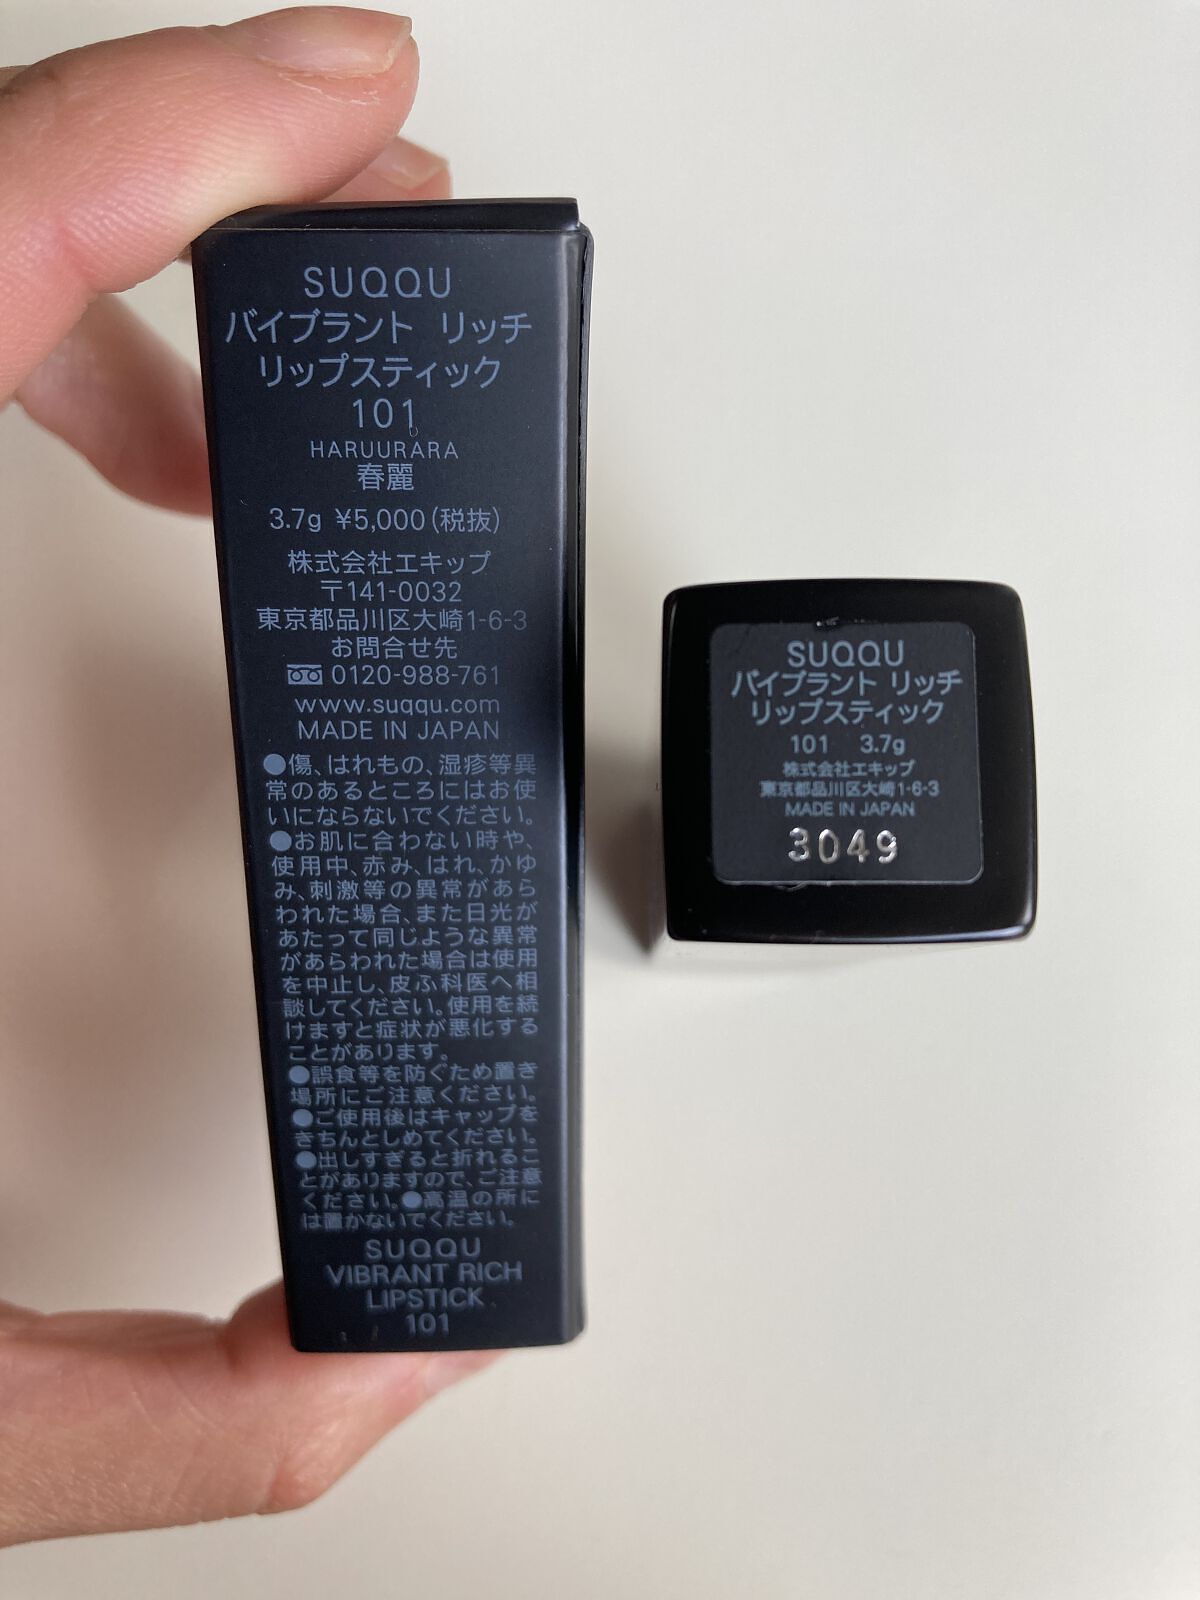 SUQQU
バイブラント リッチ
リップスティック
101
HARUURARA
春麗
3.7g ¥5,000(税抜)
株式会社エキップ
〒141-0032
東京都品川区大崎1-6-3
お問合せ先
0120-988-761
www.suqqu.com
MADE IN JAPAN
●傷、はれもの、湿疹等異
常のあるところにはお使
いにならないでください。
●お肌に合わない時や、
使用中、赤み、はれ、かゆ
み、刺激等の異常があら
われた場合、また日光が
あたって同じような異常
があらわれた場合は使用
を中止し、皮ふ科医へ相
談してください。使用を続
けますと症状が悪化する
ことがあります。
●誤食等を防ぐため置き
場所にご注意ください。
●ご使用後はキャップを
きちんとしめてください。
●出しすぎると折れるこ
とがありますので、ご注意
ください。●高温の所に
は置かないでください。
SUQQU
VIBRANT RICH
LIPSTICK
101
SUQQU
バイブラント リッチ
リップスティック
101 3.7g
株式会社エキップ
東京都品川区大崎1-6-3
MADE IN JAPAN
3049